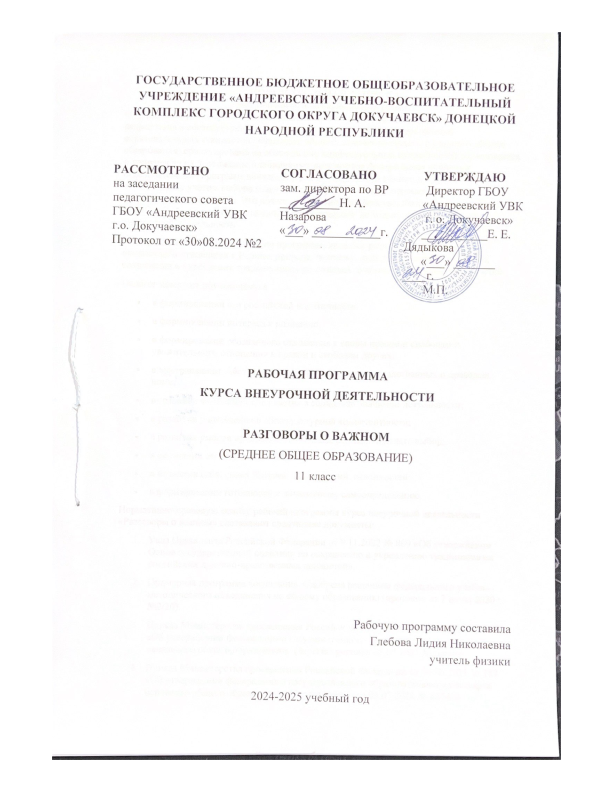 ГОСУДАРСТВЕННОЕ БЮДЖЕТНОЕ ОБЩЕОБРАЗОВАТЕЛЬНОЕ
УЧРЕЖДЕНИЕ «АНДРЕЕВСКИЙ УЧЕБНО-ВОСПИТАТЕЛЬНЫЙ
КОМПЛЕКС ГОРОДСКОГО ОКРУГА ДОКУЧАЕВСК» ДОНЕЦКОЙ
НАРОДНОЙ РЕСПУБЛИКИ
РАССМОТРЕНО
на заседании
педагогического совета
ГБОУ «Андреевский УВК
г.о. Докучаевск»
Протокол от «30»08.2024 №2
СОГЛАСОВАНО
зам. директора по ВР
Н. А.
Назарова
«30» 08 2024 г.
УТВЕРЖДАЮ
Директор ГБОУ
«Андреевский УВК
г. о. Докучаевск»
Е. Е.
Дядыкова
«30» 08
24 г.
М.П.
РАБОЧАЯ ПРОГРАММА
КУРСА ВНЕУРОЧНОЙ ДЕЯТЕЛЬНОСТИ
РАЗГОВОРЫ О ВАЖНОМ
(СРЕДНЕЕ ОБЩЕЕ ОБРАЗОВАНИЕ)
11 класс
Рабочую программу составила
Глебова Лидия Николаевна
учитель физики
2024-2025 учебный год